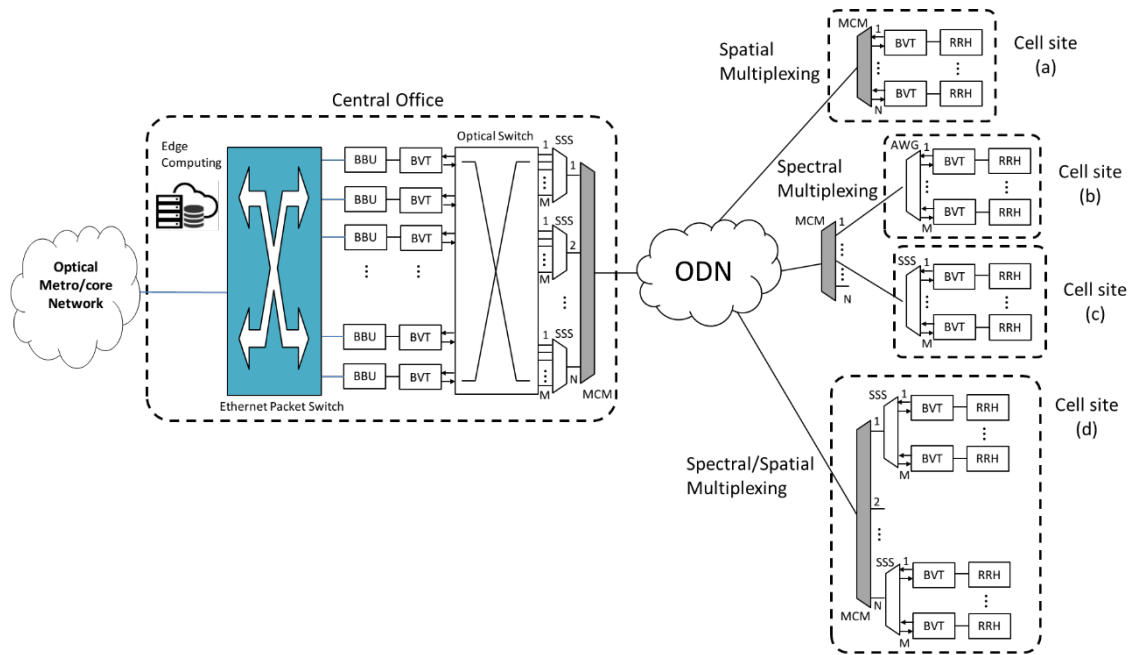 Central Office
Edge
Computing
Optical
Metro/core
Network
Ethernet Packet Switch
BBU
BVT
BBU
BVT
BBU
BVT
BBU
BVT
BBU
BVT
Optical Switch
1
M
SSS
1
1
M
SSS
2
1
M
SSS
N
MCM
ODN
Spatial
Multiplexing
MCM
1
BVT
RRH
BVT
RRH
N
Cell site
(a)
Spectral
Multiplexing
MCM
1
N
AWG
1
BVT
RRH
BVT
RRH
M
Cell site
(b)
SSS
1
BVT
RRH
BVT
RRH
M
Cell site
(c)
Spectral/Spatial
Multiplexing
MCM
1
2
N
SSS
1
BVT
RRH
BVT
RRH
M
SSS
1
BVT
RRH
BVT
RRH
M
Cell site
(d)